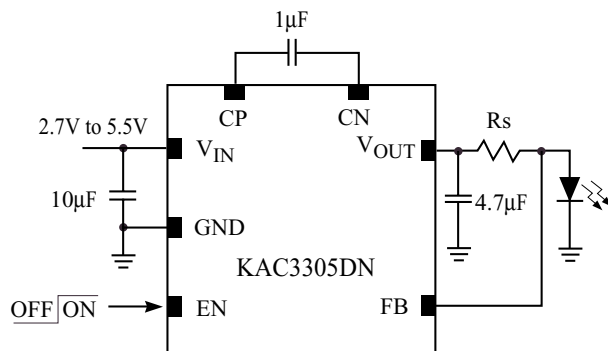 1µF
CP
CN
2.7V to 5.5V
VIN
VOUT
Rs
10µF
4.7µF
GND
KAC3305DN
OFF ON
EN
FB